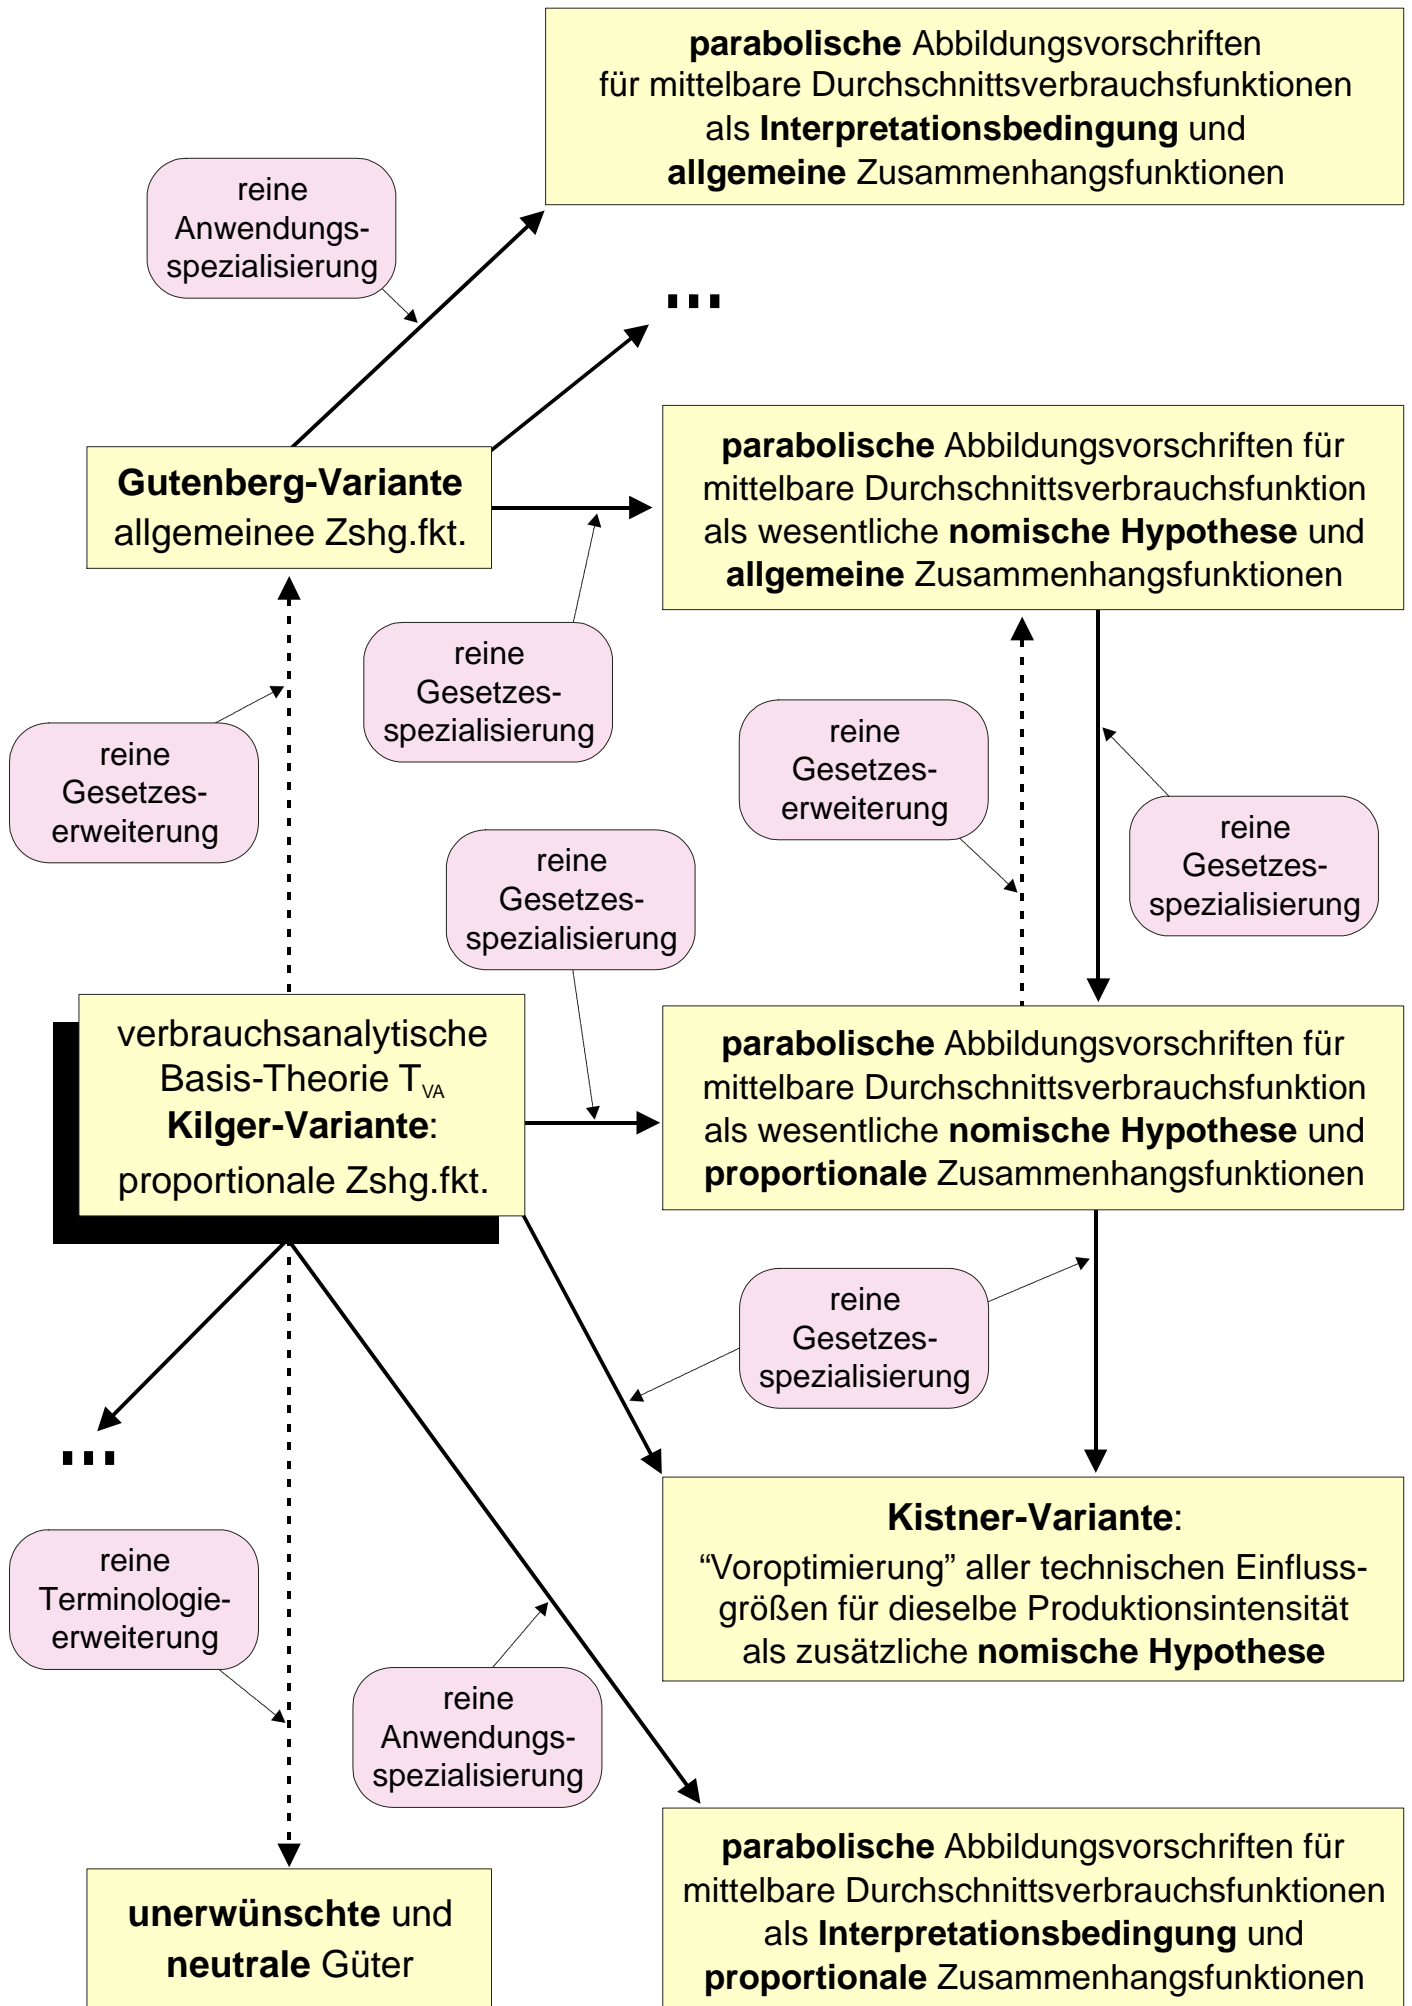 parabolische Abbildungsvorschriften
für mittelbare Durchschnittsverbrauchsfunktionen
als Interpretationsbedingung und
allgemeine Zusammenhangsfunktionen
reine
Anwendungs-
spezialisierung
...
Gutenberg-Variante
allgemeinee Zshg.fkt.
parabolische Abbildungsvorschriften für
mittelbare Durchschnittsverbrauchsfunktion
als wesentliche nomische Hypothese und
allgemeine Zusammenhangsfunktionen
reine
Gesetzes-
spezialisierung
reine
Gesetzes-
erweiterung
reine
Gesetzes-
erweiterung
reine
Gesetzes-
spezialisierung
reine
Gesetzes-
spezialisierung
verbrauchsanalytische
Basis-Theorie TVA
Kilger-Variante:
proportionale Zshg.fkt.
parabolische Abbildungsvorschriften für
mittelbare Durchschnittsverbrauchsfunktion
als wesentliche nomische Hypothese und
proportionale Zusammenhangsfunktionen
reine
Gesetzes-
spezialisierung
...
Kistner-Variante:
“Voroptimierung” aller technischen Einfluss-
größen für dieselbe Produktionsintensität
als zusätzliche nomische Hypothese
reine
Terminologie-
erweiterung
reine
Anwendungs-
spezialisierung
unerwünschte und
neutrale Güter
parabolische Abbildungsvorschriften für
mittelbare Durchschnittsverbrauchsfunktionen
als Interpretationsbedingung und
proportionale Zusammenhangsfunktionen